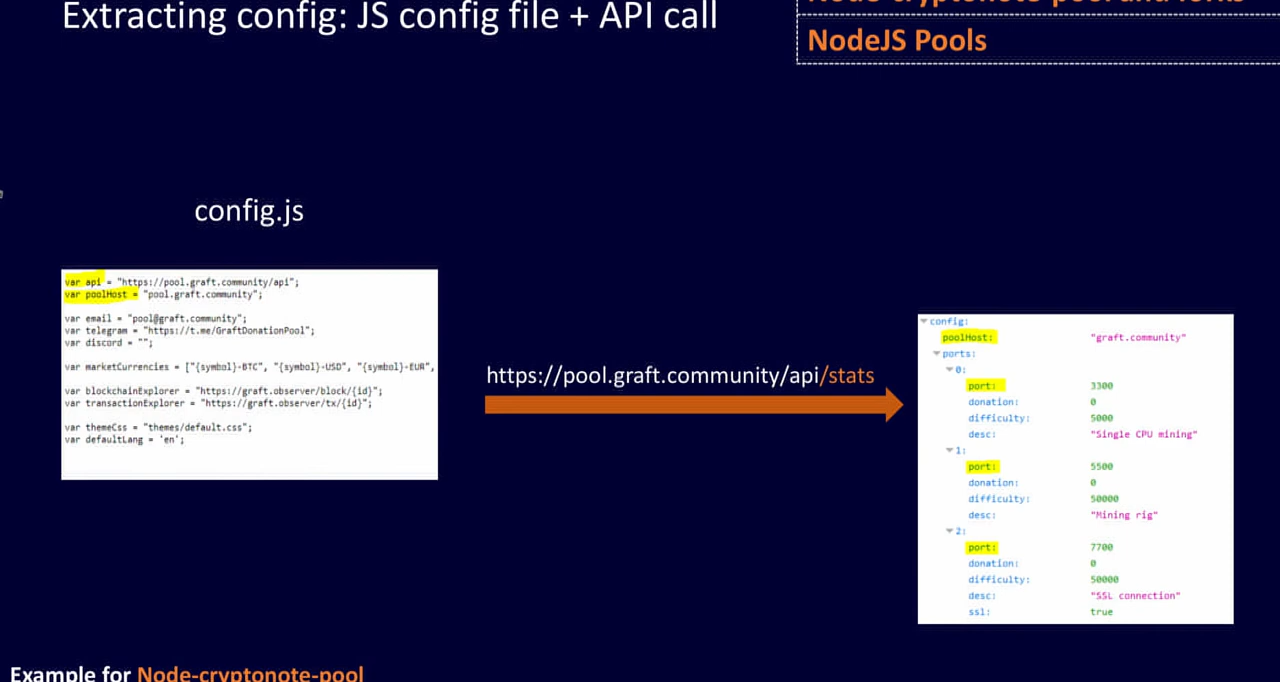 Extracting config: JS config file + API call
Node-cryptonote-pool and forks
NodeJS Pools
config.js
var api = "https://pool.graft.community/api";
var poolHost = "pool.graft.community";
var email = "pool@graft.community";
var telegram = "https://t.me/GraftDonationPool";
var discord = "";
var marketCurrencies = ["{symbol}-BTC", "{symbol}-USD", "{symbol}-EUR",
var blockchainExplorer = "https://graft.observer/block/{id}";
var transactionExplorer = "https://graft.observer/tx/{id}";
var themeCss = "themes/default.css";
var defaultLang = 'en';
https://pool.graft.community/api/stats
config:
poolHost: "graft.community"
ports:
0:
port: 3300
donation: 0
difficulty: 5000
desc: "Single CPU mining"
1:
port: 5500
donation: 0
difficulty: 50000
desc: "Mining rig"
2:
port: 7700
donation: 0
difficulty: 50000
desc: "SSL connection"
ssl: true
Example for Node-cryptonote-pool